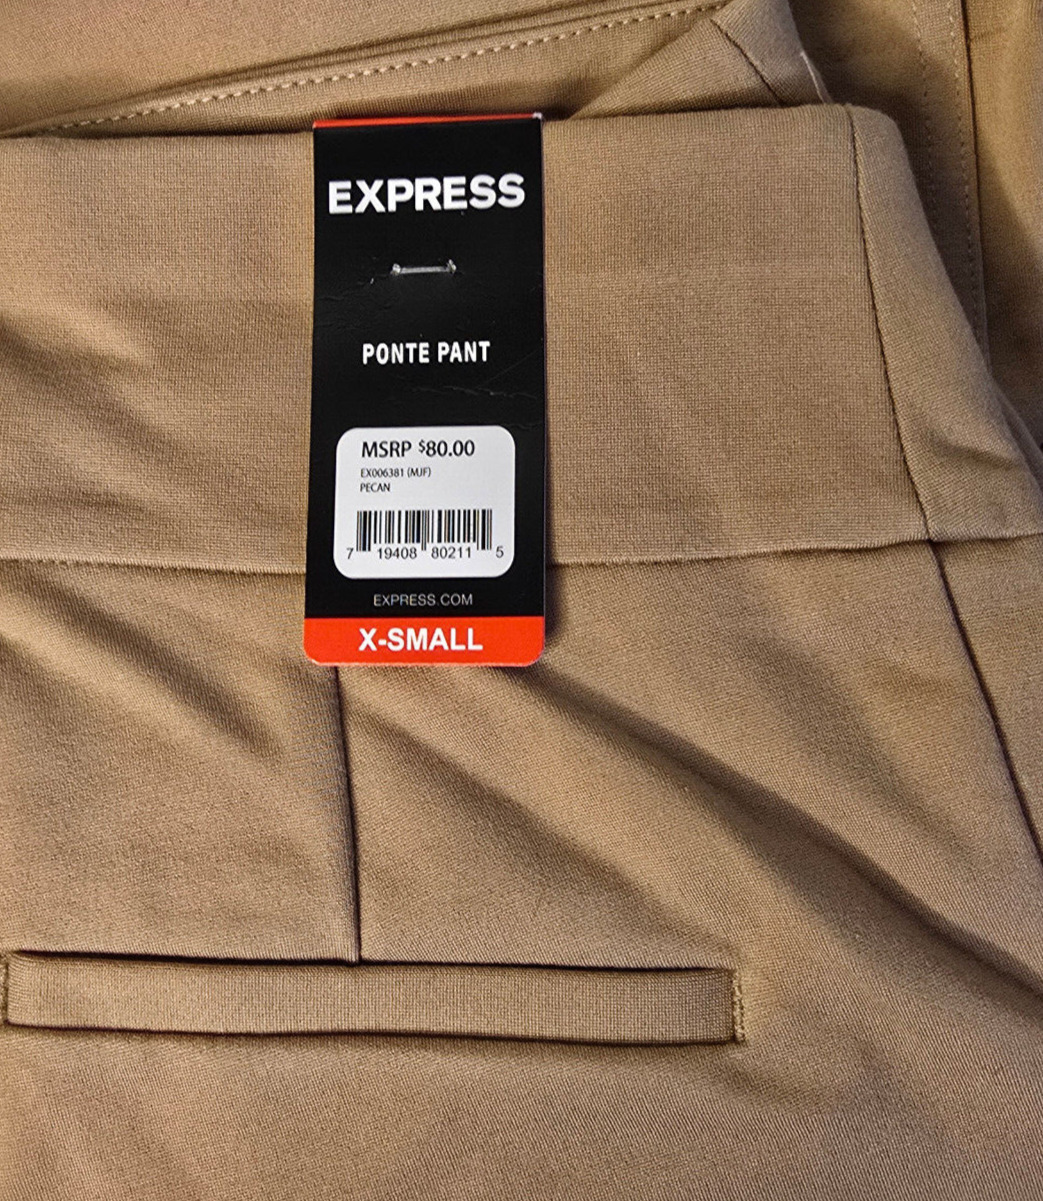 EXPRESS
PONTE PANT
MSRP $80.00
EX006381 (MJF)
PECAN
7 19408 80211 5
EXPRESS.COM
X-SMALL